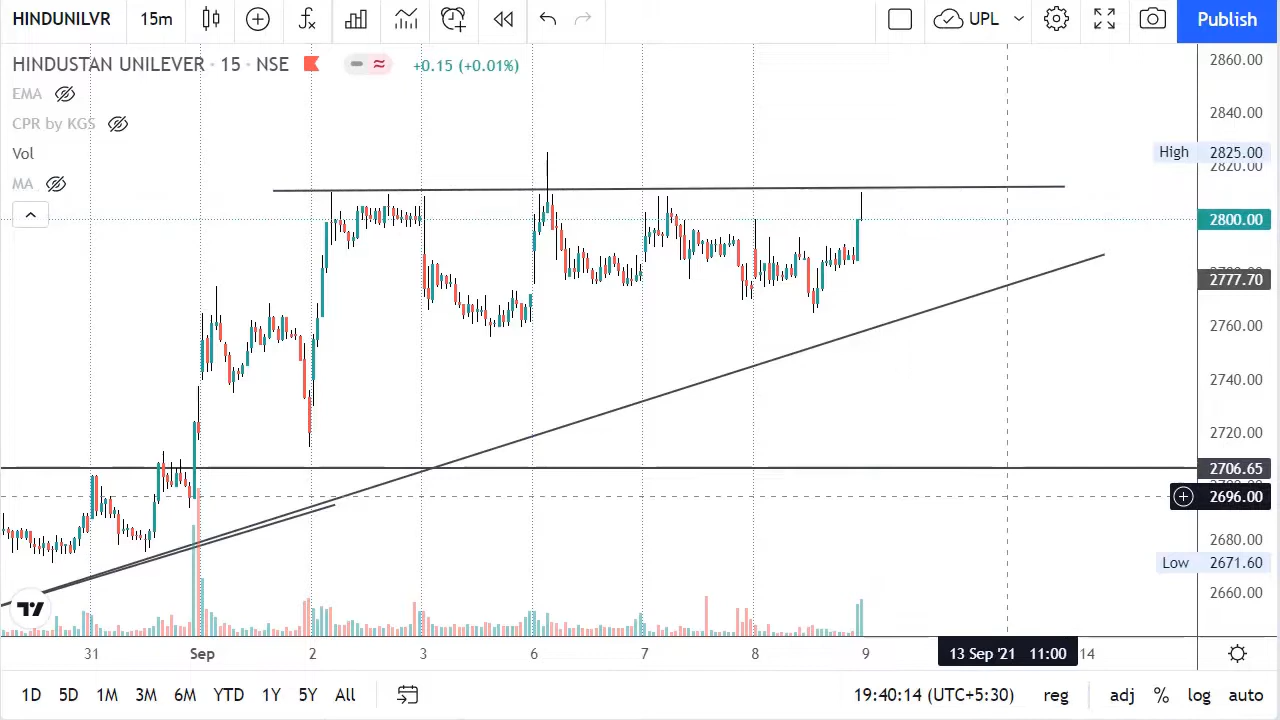 HINDUNILVR 15m UPL Publish
HINDUSTAN UNILEVER · 15 · NSE +0.15 (+0.01%)
EMA
CPR by KGS
Vol
MA
2860.00
2840.00
High 2825.00
2820.00
2800.00
2777.70
2760.00
2740.00
2720.00
2706.65
2696.00
2680.00
Low 2671.60
2660.00
31 Sep 2 3 6 7 8 9 13 Sep '21 11:00 14
1D 5D 1M 3M 6M YTD 1Y 5Y All 19:40:14 (UTC+5:30) reg adj % log auto